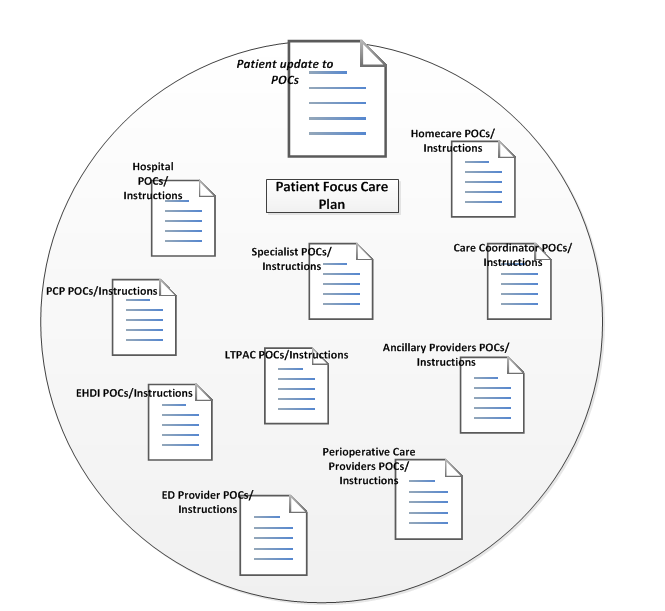 Patient update to
POCs
Homecare POCs/
Instructions
Hospital
POCs/
Instructions
Patient Focus Care
Plan
Specialist POCs/
Instructions
Care Coordinator POCs/
Instructions
PCP POCs/Instructions
LTPAC POCs/Instructions
Ancillary Providers POCs/
Instructions
EHDI POCs/Instructions
Perioperative Care
Providers POCs/
Instructions
ED Provider POCs/
Instructions